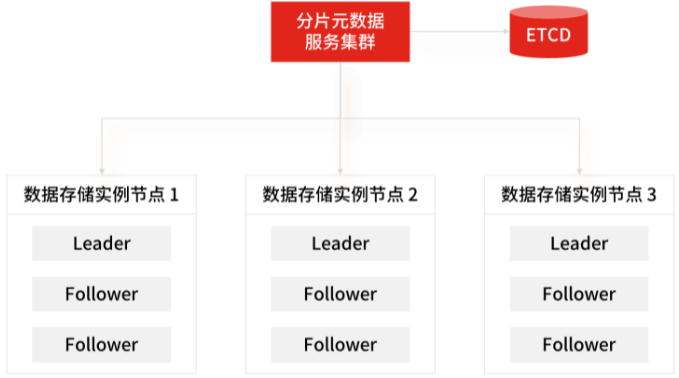 分片元数据
服务集群
ETCD
数据存储实例节点 1
Leader
Follower
Follower
数据存储实例节点 2
Leader
Follower
Follower
数据存储实例节点 3
Leader
Follower
Follower